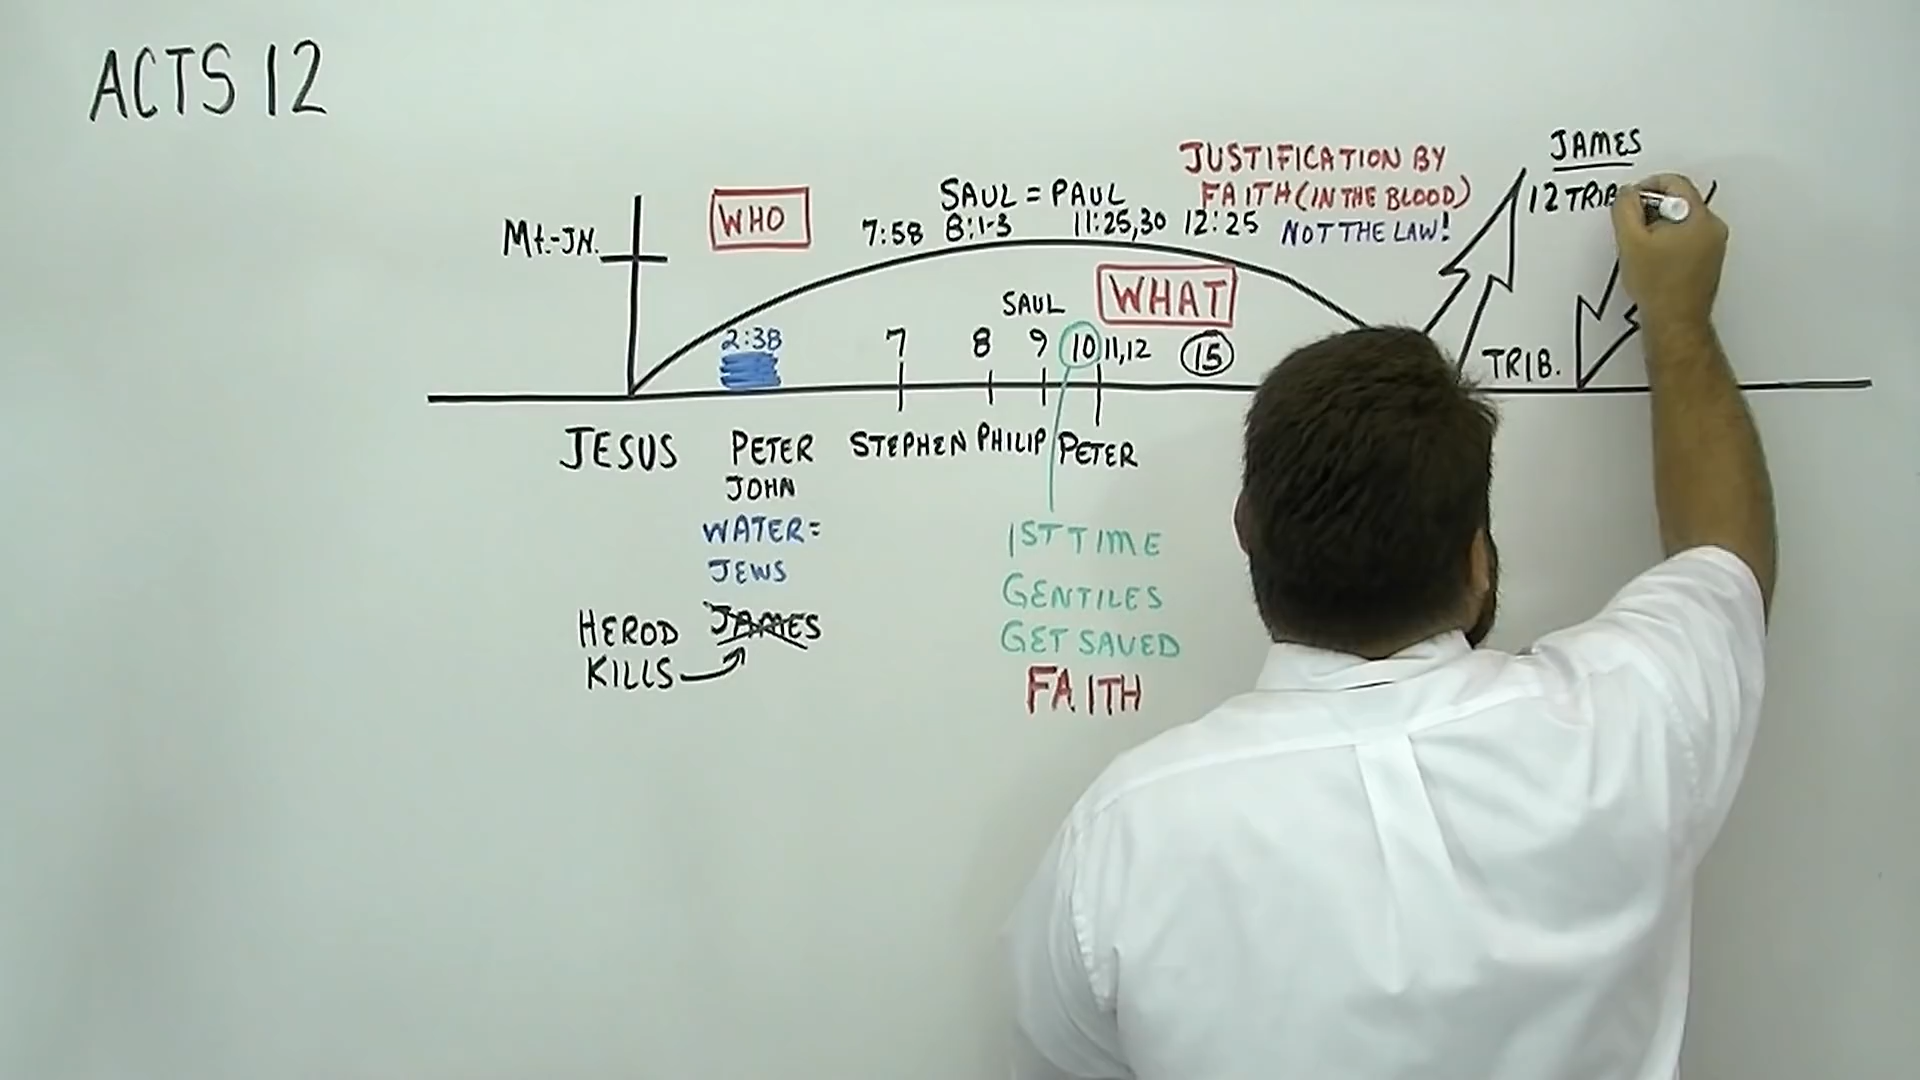 ACTS 12
JAMES
12 TRIB
JUSTIFICATION BY
FAITH (IN THE BLOOD)
NOT THE LAW!
SAUL = PAUL
7:58 8:1-3 11:25,30 12:25
WHO
Mt.-JN.
WHAT
SAUL
2:38
7 8 9 10 11,12 15
TRIB.
JESUS PETER STEPHEN PHILIP PETER
JOHN
WATER=
JEWS
HEROD JAMES
KILLS
1ST TIME
GENTILES
GET SAVED
FAITH